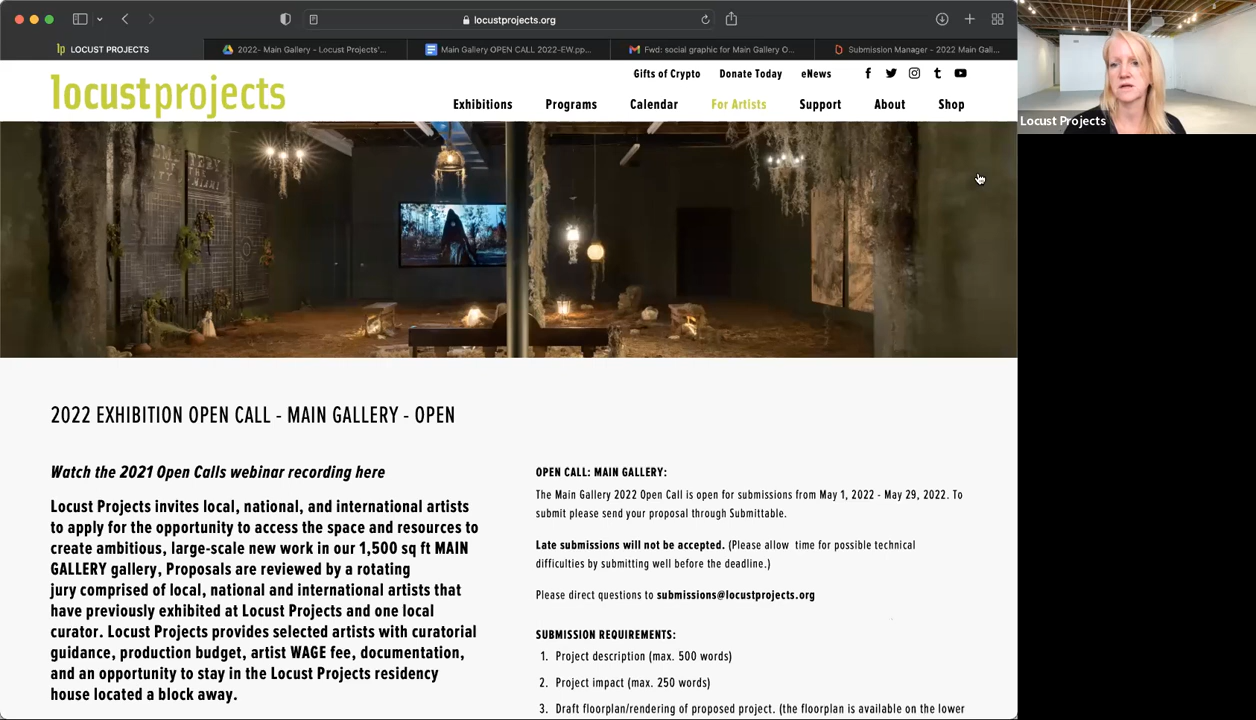 locustprojects.org
LOCUST PROJECTS
2022- Main Gallery - Locust Projects'...
Main Gallery OPEN CALL 2022-EW.pp...
Fwd: social graphic for Main Gallery O...
Submission Manager - 2022 Main Gall...
locustprojects
Gifts of Crypto Donate Today eNews
Exhibitions Programs Calendar For Artists Support About Shop
Locust Projects
2022 EXHIBITION OPEN CALL - MAIN GALLERY - OPEN
Watch the 2021 Open Calls webinar recording here
Locust Projects invites local, national, and international artists
to apply for the opportunity to access the space and resources to
create ambitious, large-scale new work in our 1,500 sq ft MAIN
GALLERY gallery, Proposals are reviewed by a rotating
jury comprised of local, national and international artists that
have previously exhibited at Locust Projects and one local
curator. Locust Projects provides selected artists with curatorial
guidance, production budget, artist WAGE fee, documentation,
and an opportunity to stay in the Locust Projects residency
house located a block away.
OPEN CALL: MAIN GALLERY:
The Main Gallery 2022 Open Call is open for submissions from May 1, 2022 - May 29, 2022. To
submit please send your proposal through Submittable.
Late submissions will not be accepted. (Please allow time for possible technical
difficulties by submitting well before the deadline.)
Please direct questions to submissions@locustprojects.org
SUBMISSION REQUIREMENTS:
1. Project description (max. 500 words)
2. Project impact (max. 250 words)
3. Draft floorplan/rendering of proposed project. (the floorplan is available on the lower